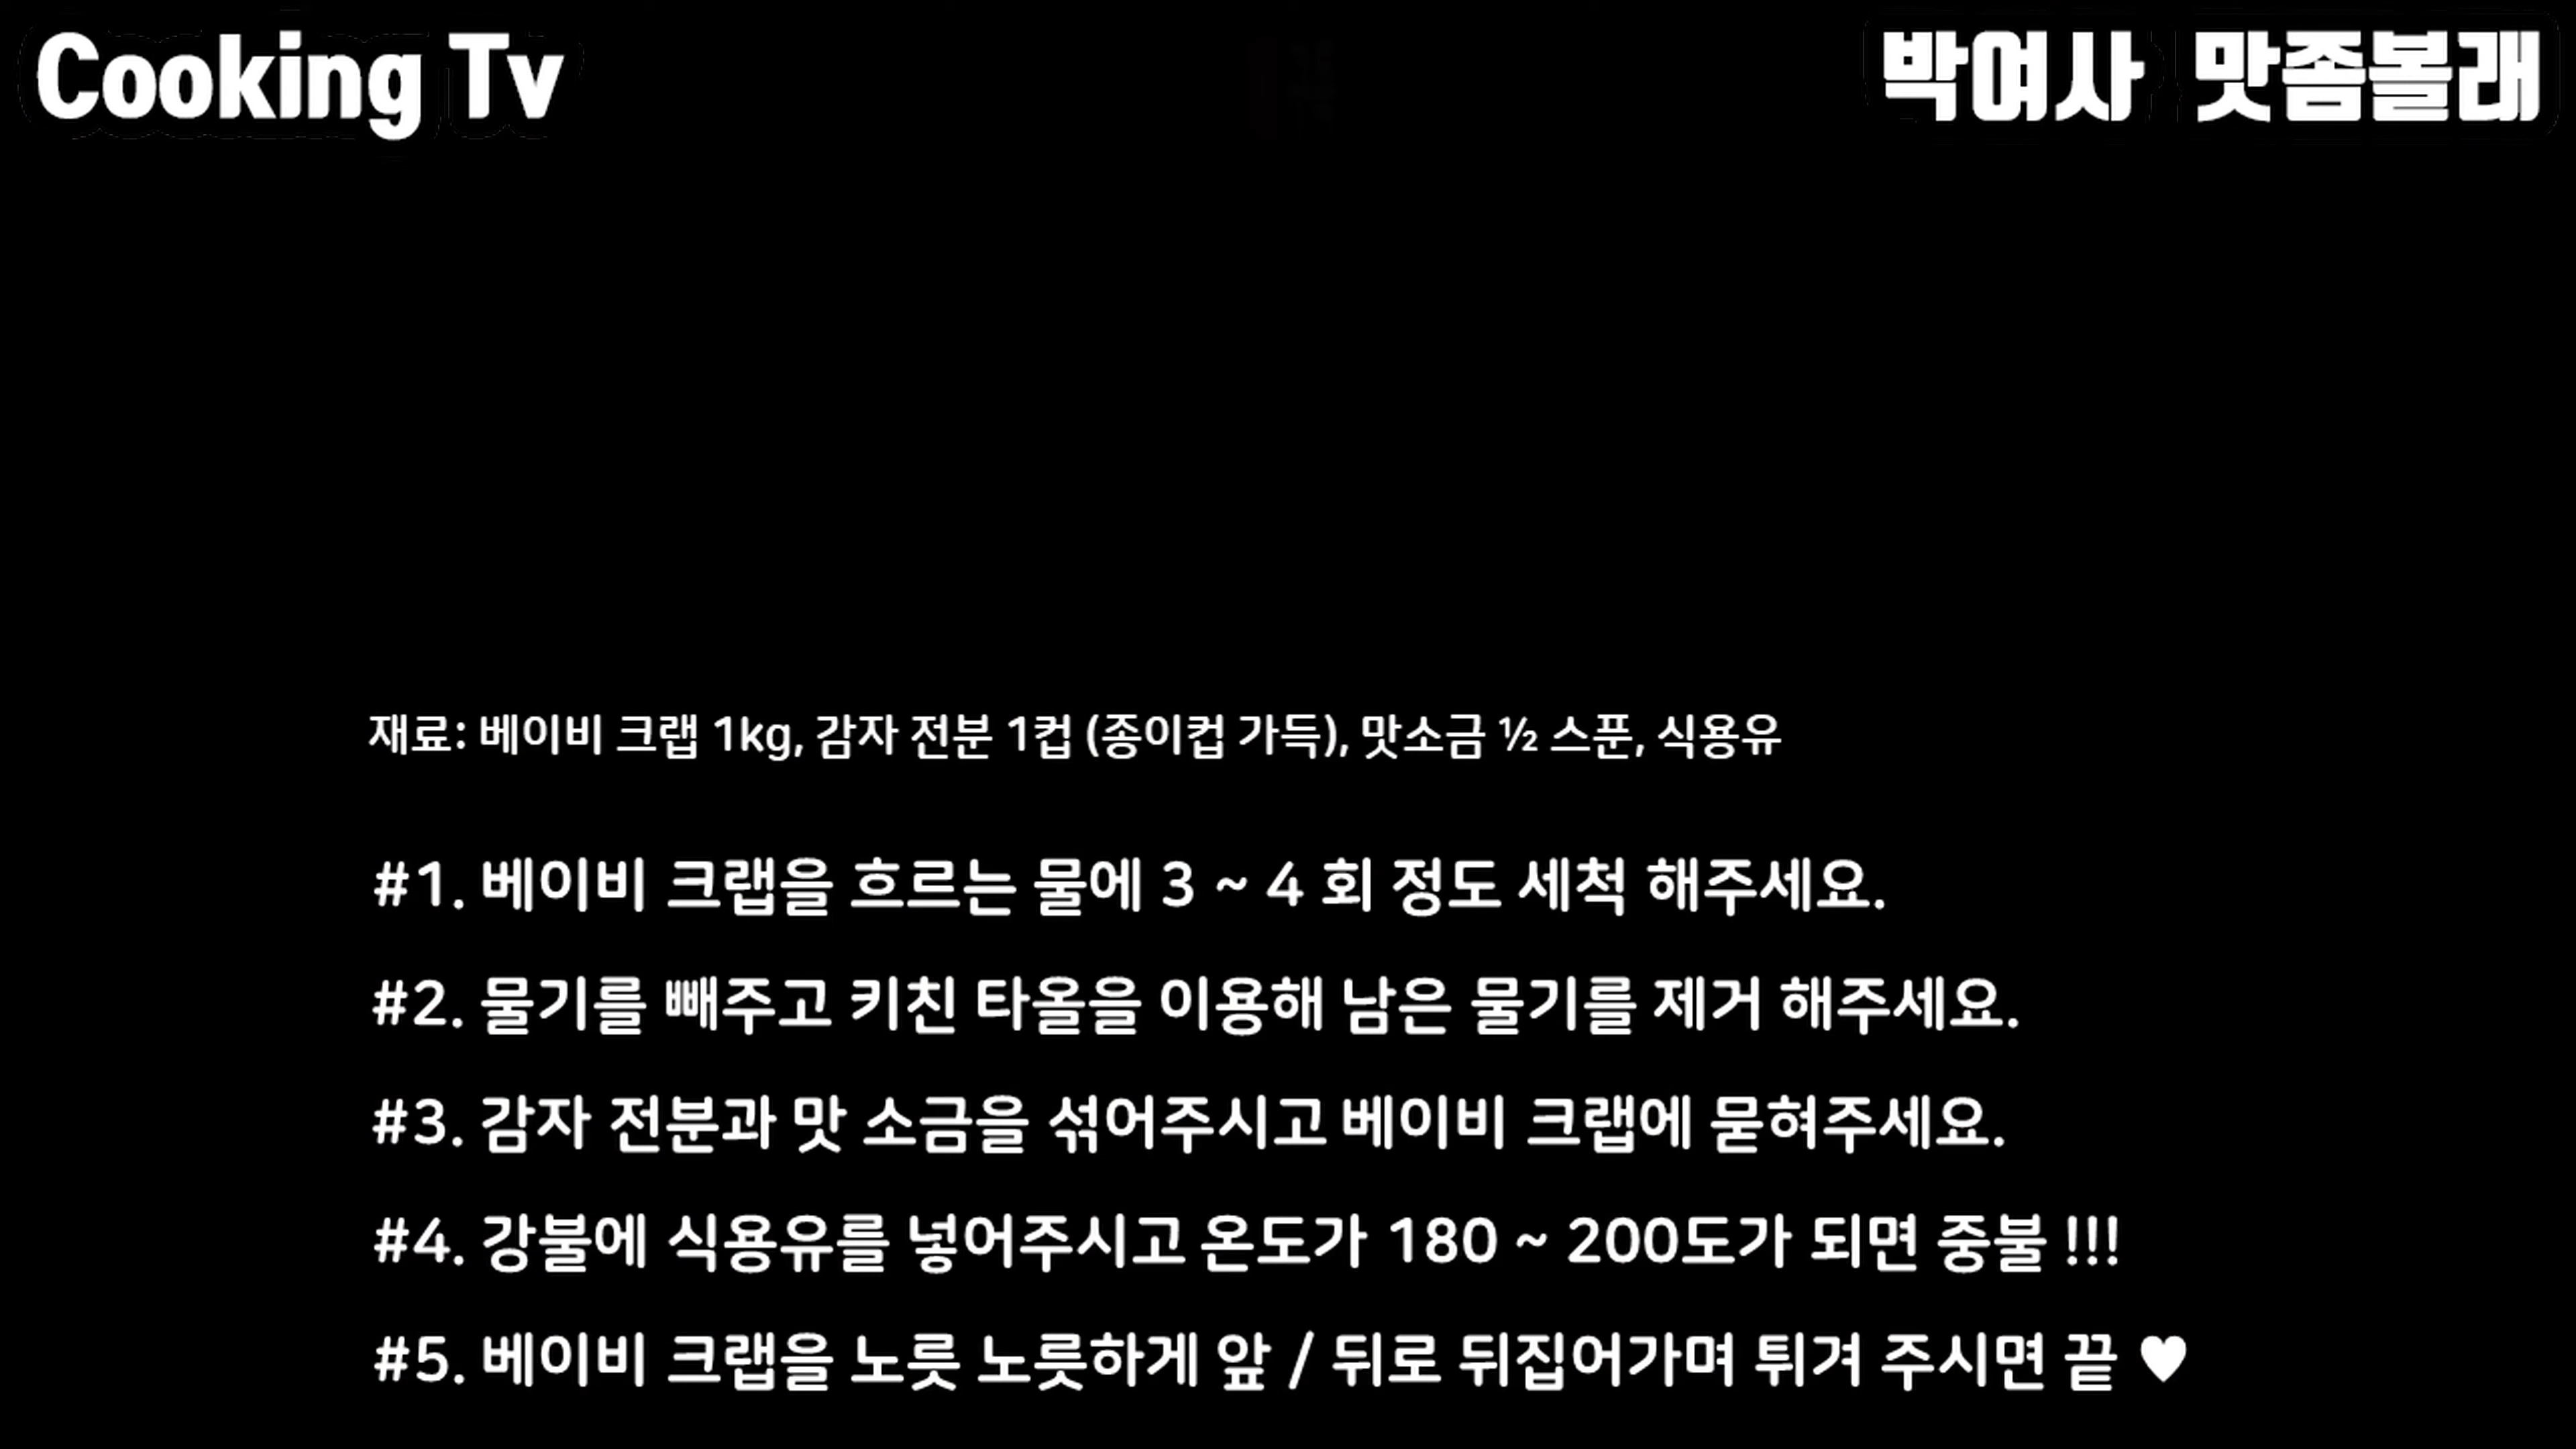 Cooking Tv
박여사 맛좀볼래
재료: 베이비 크랩 1kg, 감자 전분 1컵 (종이컵 가득), 맛소금 ½ 스푼, 식용유
#1. 베이비 크랩을 흐르는 물에 3 ~ 4 회 정도 세척 해주세요.
#2. 물기를 빼주고 키친 타올을 이용해 남은 물기를 제거 해주세요.
#3. 감자 전분과 맛 소금을 섞어주시고 베이비 크랩에 묻혀주세요.
#4. 강불에 식용유를 넣어주시고 온도가 180 ~ 200도가 되면 중불 !!!
#5. 베이비 크랩을 노릇 노릇하게 앞 / 뒤로 뒤집어가며 튀겨 주시면 끝 ♥